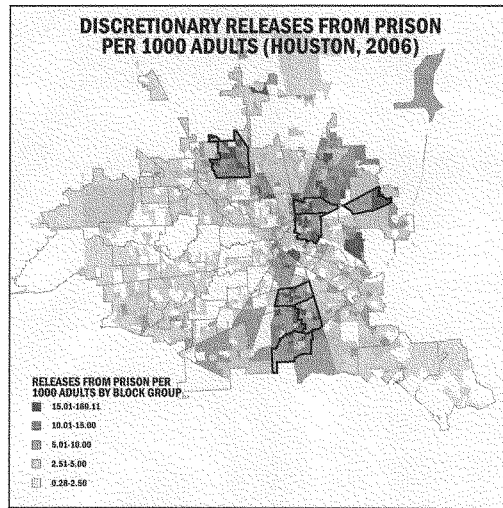 DISCRETIONARY RELEASES FROM PRISON
PER 1000 ADULTS (HOUSTON, 2006)
RELEASES FROM PRISON PER
1000 ADULTS BY BLOCK GROUP
15.01-169.11
10.01-15.00
5.01-10.00
2.51-5.00
0.28-2.50